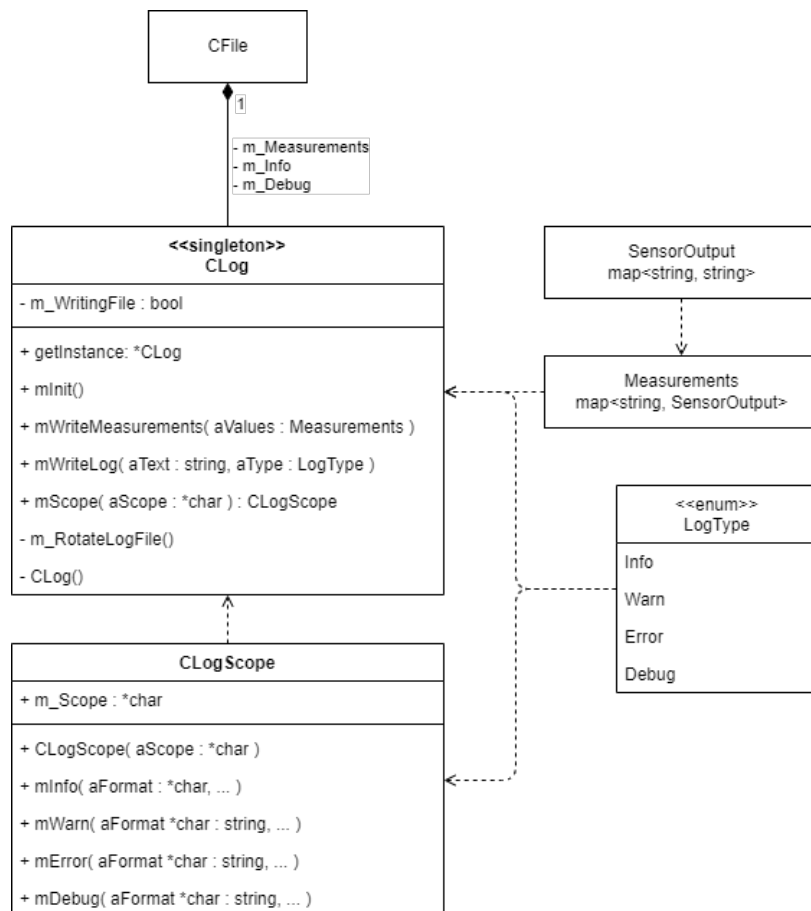 CFile
1
- m_Measurements
- m_Info
- m_Debug
<<singleton>>
CLog
- m_WritingFile : bool
+ getInstance: *CLog
+ mInit()
+ mWriteMeasurements( aValues : Measurements )
+ mWriteLog( aText : string, aType : LogType )
+ mScope( aScope : *char ) : CLogScope
- m_RotateLogFile()
- CLog()
SensorOutput
map<string, string>
Measurements
map<string, SensorOutput>
<<enum>>
LogType
Info
Warn
Error
Debug
CLogScope
+ m_Scope : *char
+ CLogScope( aScope : *char )
+ mInfo( aFormat : *char, ... )
+ mWarn( aFormat *char : string, ... )
+ mError( aFormat *char : string, ... )
+ mDebug( aFormat *char : string, ... )